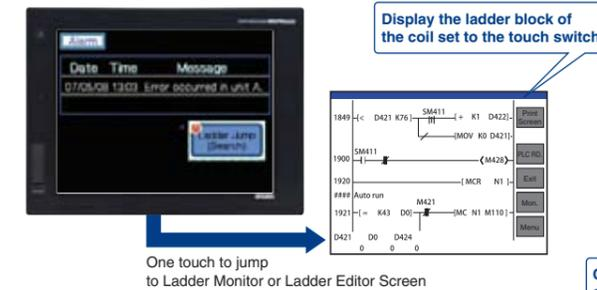 Display the ladder block of
the coil set to the touch switch
Alarm
Date Time Message
07/05/08 13:03 Error occurred in unit A.
Ladder Jump
(Search)
1849 -[< D421 K76] SM411 [+ K1 D422]-
[MOV K0 D421]-
1900 SM411 <M428>
1920 [MCR N1]-
#### Auto run
1921 -[= K43 D0] M421 [MC N1 M110]-
D421 D0 D424
0 0 0
Print
Screen
PLC RD.
Exit
Mon.
Menu
One touch to jump
to Ladder Monitor or Ladder Editor Screen